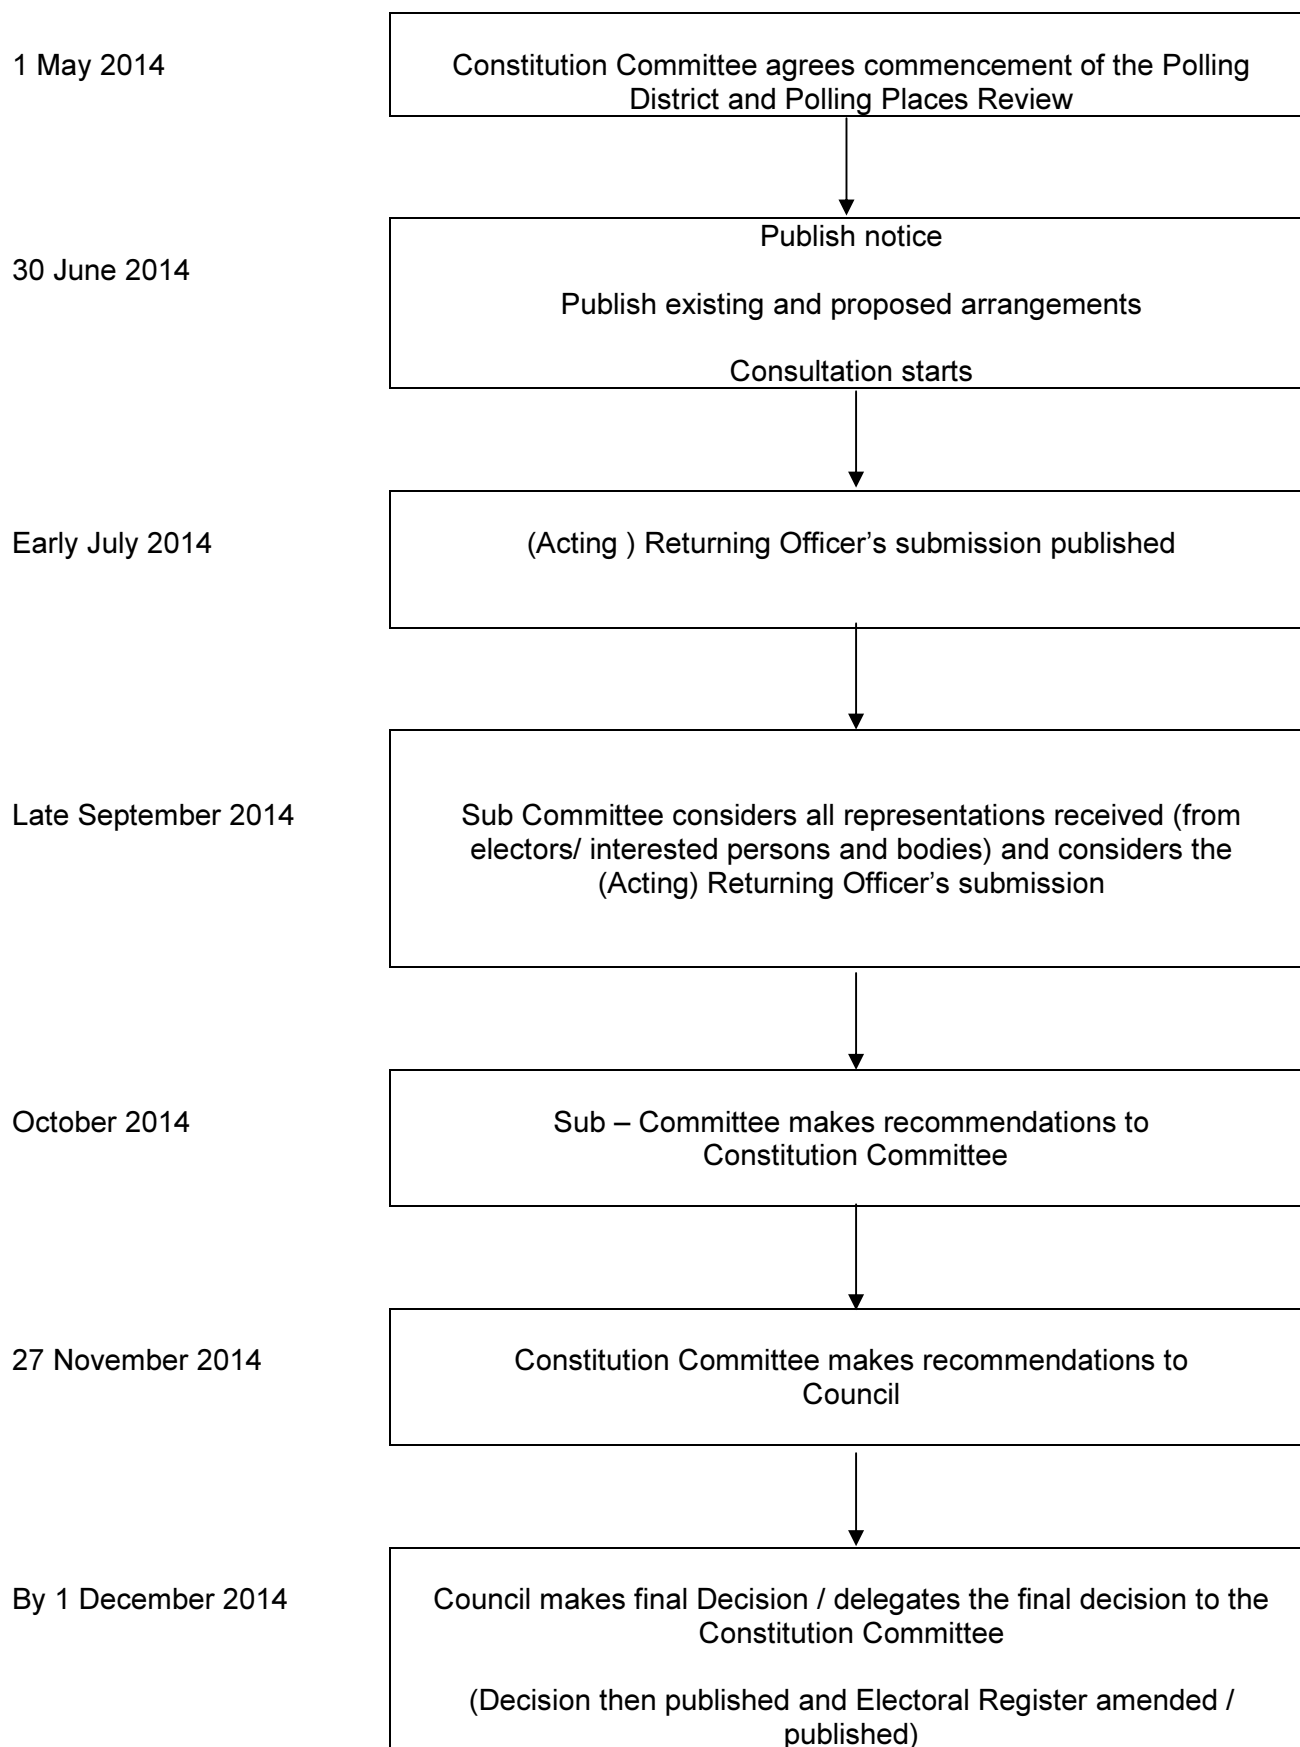 1 May 2014
Constitution Committee agrees commencement of the Polling
District and Polling Places Review
30 June 2014
Publish notice
Publish existing and proposed arrangements
Consultation starts
Early July 2014
(Acting ) Returning Officer’s submission published
Late September 2014
Sub Committee considers all representations received (from
electors/ interested persons and bodies) and considers the
(Acting) Returning Officer’s submission
October 2014
Sub – Committee makes recommendations to
Constitution Committee
27 November 2014
Constitution Committee makes recommendations to
Council
By 1 December 2014
Council makes final Decision / delegates the final decision to the
Constitution Committee
(Decision then published and Electoral Register amended /
published)